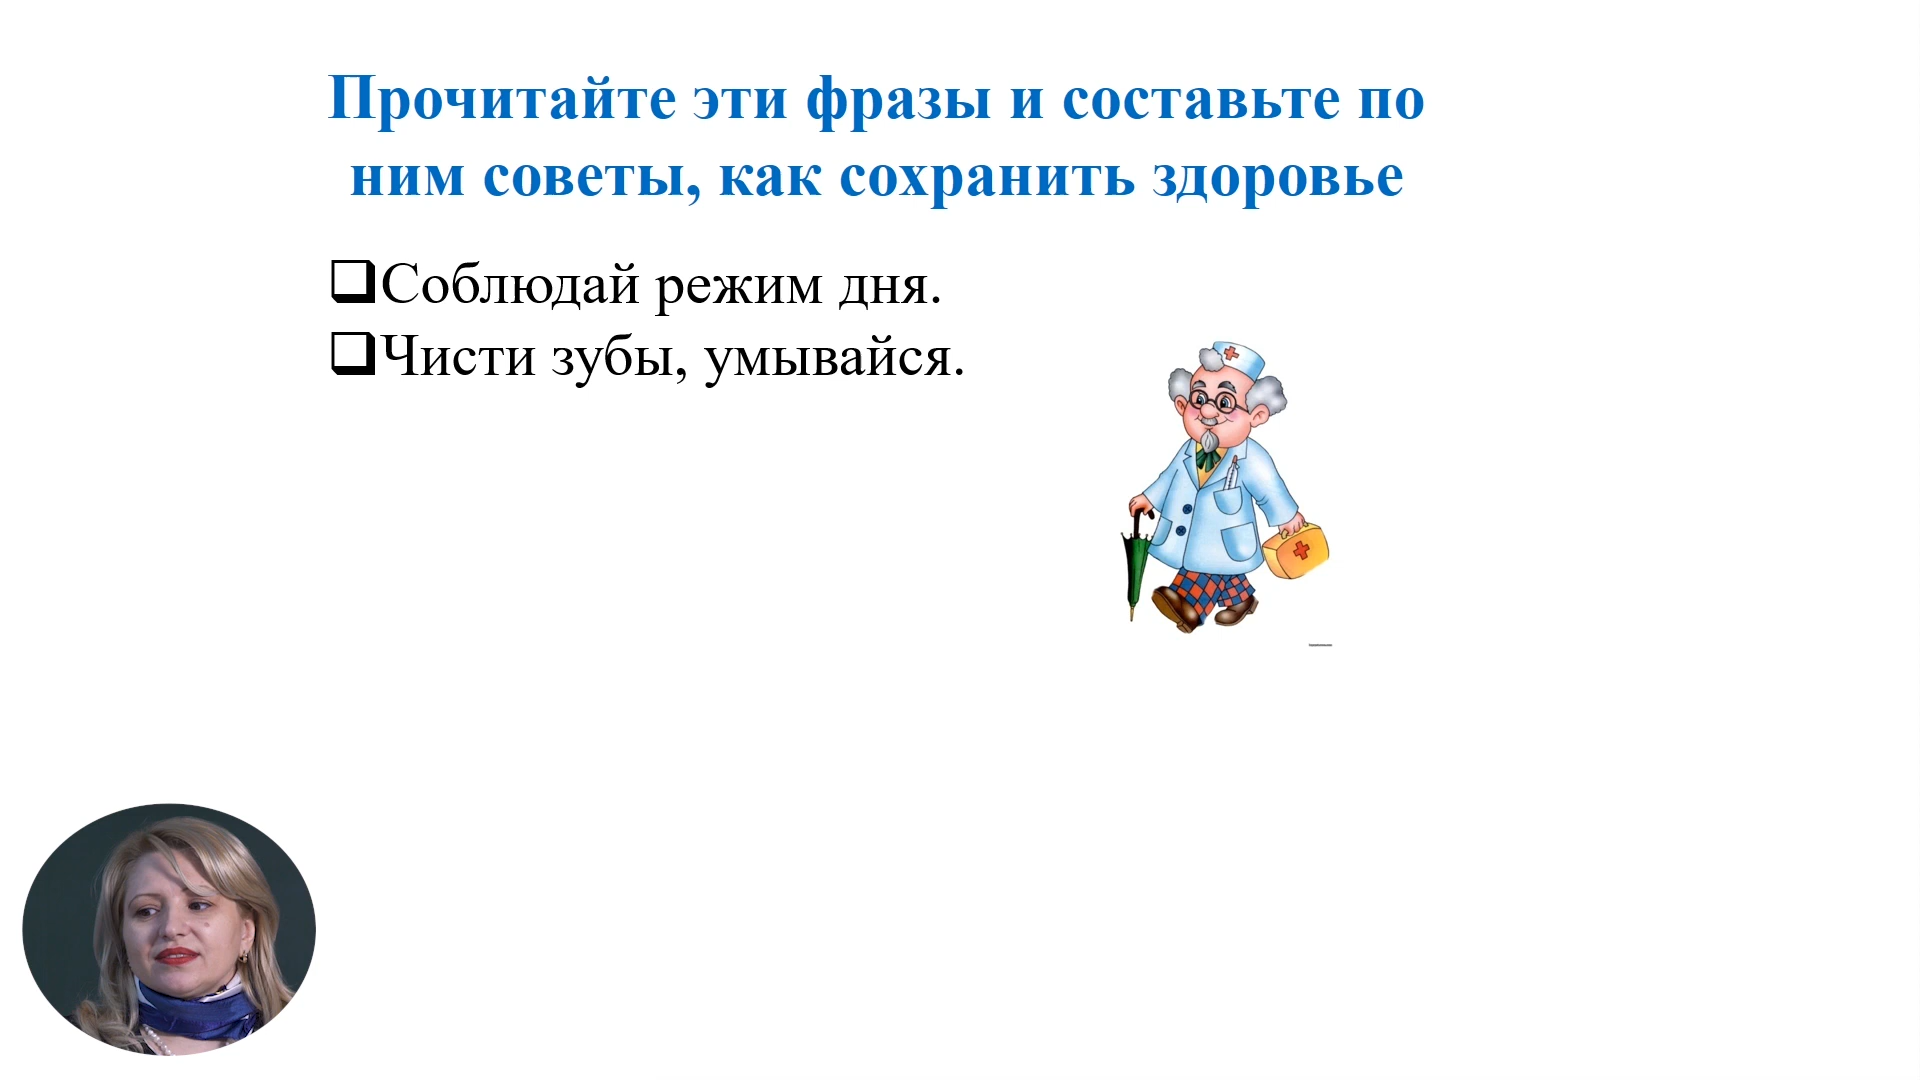 Прочитайте эти фразы и составьте по
ним советы, как сохранить здоровье
Соблюдай режим дня.
Чисти зубы, умывайся.